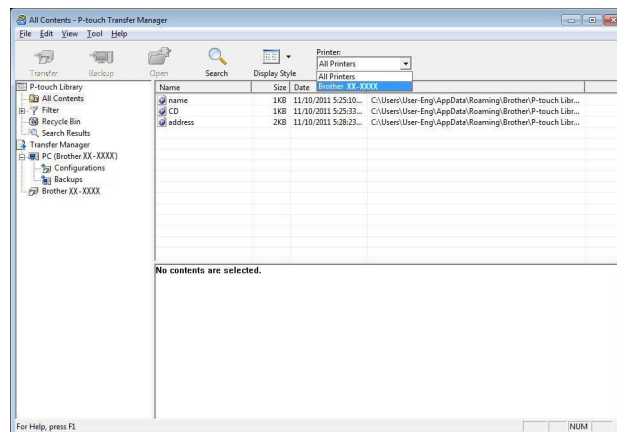 All Contents - P-touch Transfer Manager
File Edit View Tool Help
Transfer Backup Open Search Display Style
Printer:
All Printers
All Printers
Brother XX-XXXX
P-touch Library
All Contents
Filter
Recycle Bin
Search Results
Transfer Manager
PC (Brother XX-XXXX)
Configurations
Backups
Brother XX-XXXX
Name Size Date
name 1KB 11/10/2011 5:25:10... C:\Users\User-Eng\AppData\Roaming\Brother\P-touch Libr...
CD 1KB 11/10/2011 5:25:33... C:\Users\User-Eng\AppData\Roaming\Brother\P-touch Libr...
address 2KB 11/10/2011 5:28:23... C:\Users\User-Eng\AppData\Roaming\Brother\P-touch Libr...
No contents are selected.
For Help, press F1
NUM